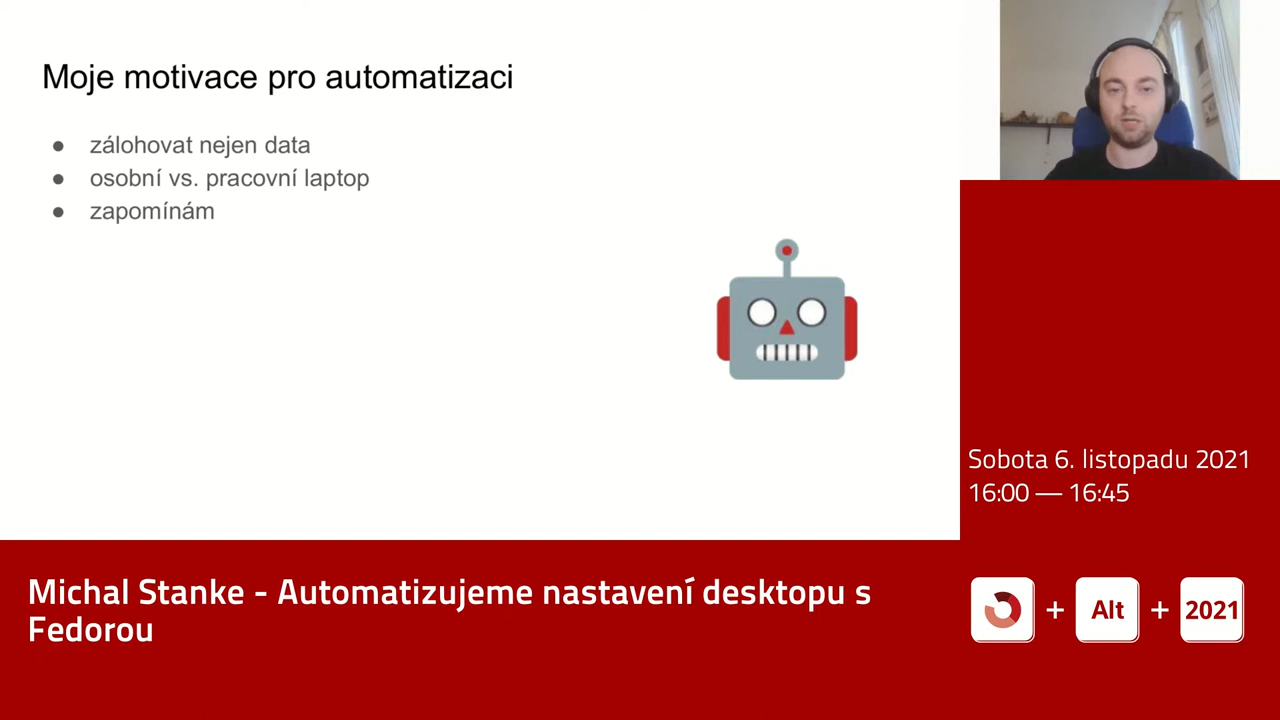 Moje motivace pro automatizaci
● zálohovat nejen data
● osobní vs. pracovní laptop
● zapomínám
Sobota 6. listopadu 2021
16:00 — 16:45
Michal Stanke - Automatizujeme nastavení desktopu s
Fedorou
+ Alt + 2021